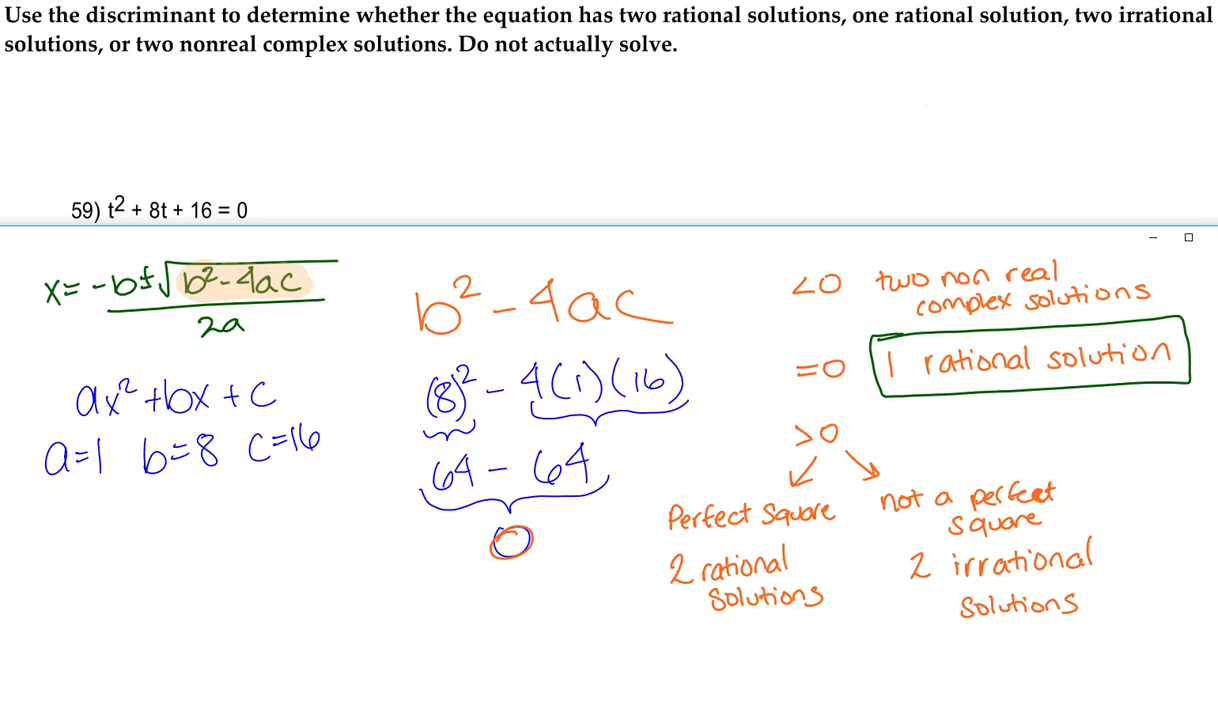 Use the discriminant to determine whether the equation has two rational solutions, one rational solution, two irrational
solutions, or two nonreal complex solutions. Do not actually solve.
59) t² + 8t + 16 = 0
x = -b±√b²-4ac
2a
ax²+bx+c
a=1 b=8 c=16
b²-4ac
(8)² - 4(1)(16)
64 - 64
0
<0 two non real
complex solutions
=0 1 rational solution
>0
Perfect Square
2 rational
solutions
not a perfect
square
2 irrational
solutions